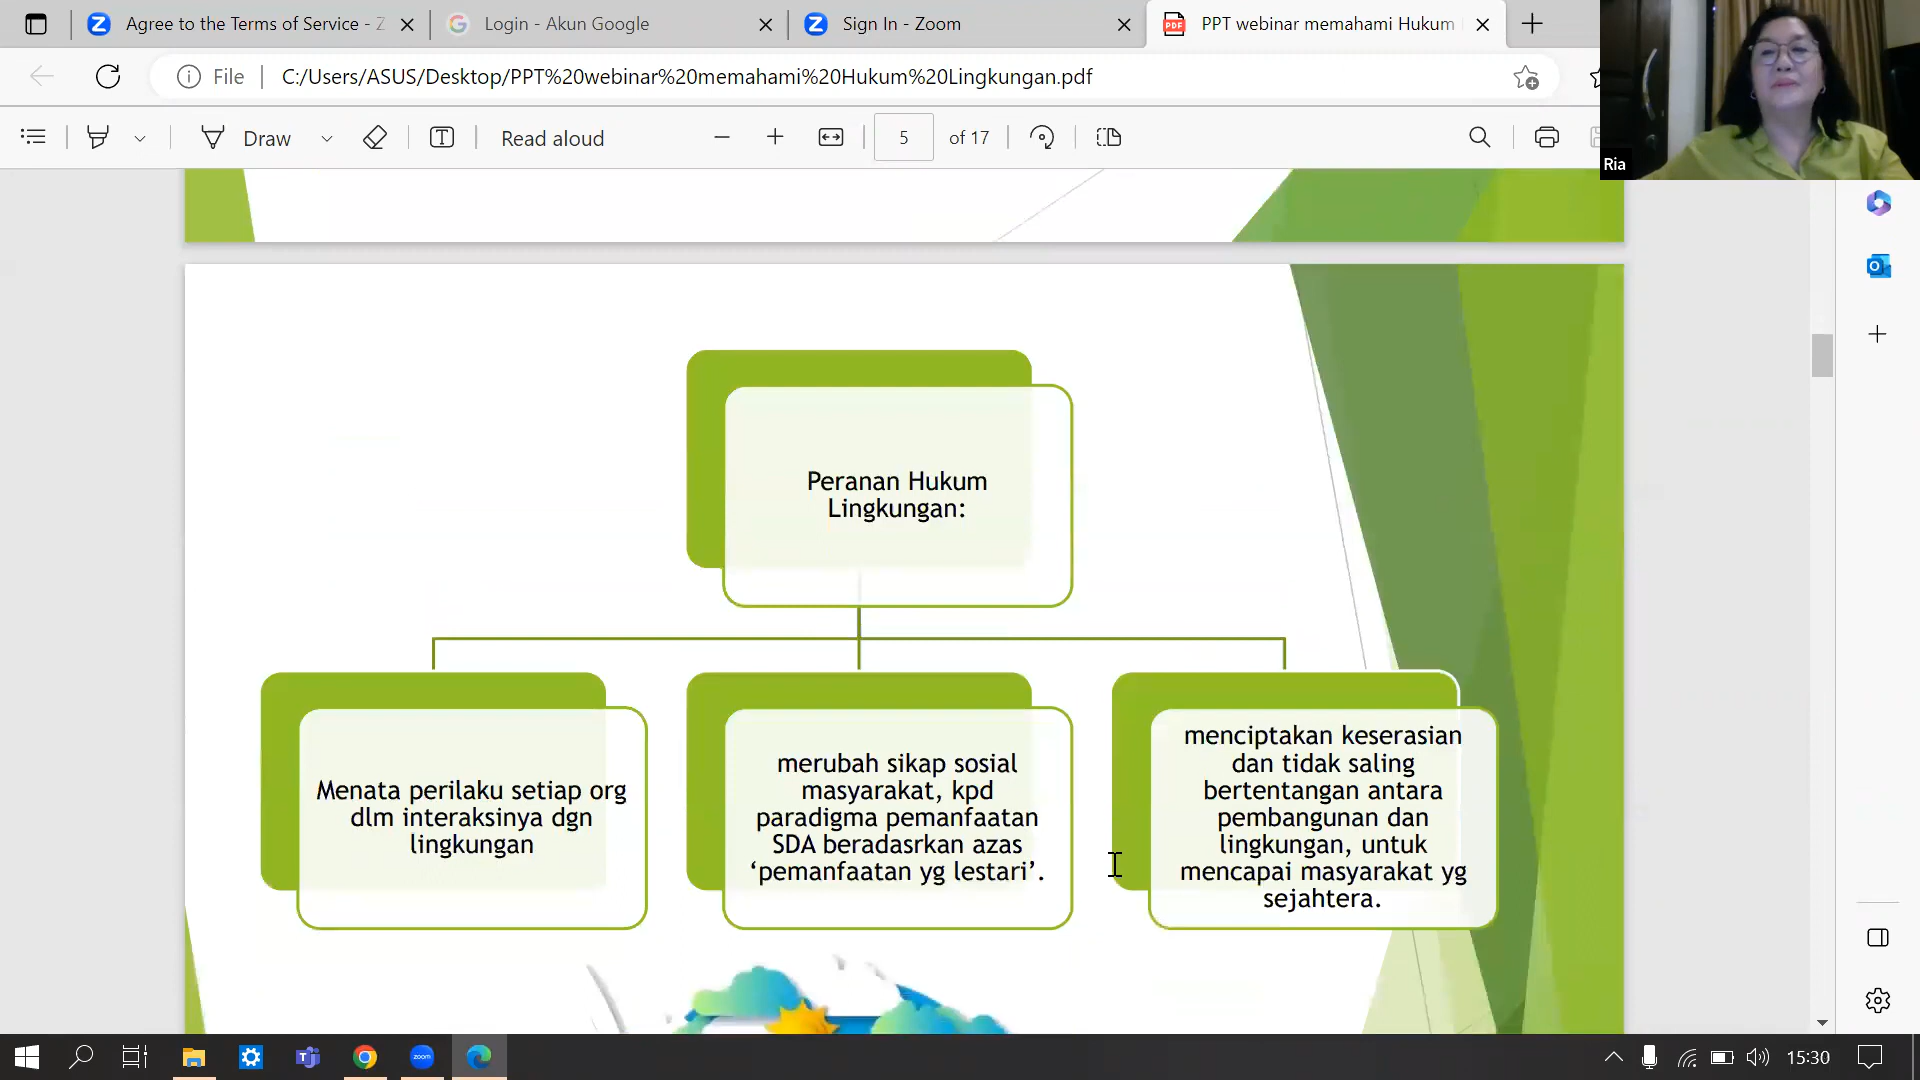 Agree to the Terms of Service - Z
Login - Akun Google
Sign In - Zoom
PPT webinar memahami Hukum
File
C:/Users/ASUS/Desktop/PPT%20webinar%20memahami%20Hukum%20Lingkungan.pdf
Draw
Read aloud
5
of 17
Ria
Peranan Hukum
Lingkungan:
Menata perilaku setiap org
dlm interaksinya dgn
lingkungan
merubah sikap sosial
masyarakat, kpd
paradigma pemanfaatan
SDA beradasrkan azas
‘pemanfaatan yg lestari’.
menciptakan keserasian
dan tidak saling
bertentangan antara
pembangunan dan
lingkungan, untuk
mencapai masyarakat yg
sejahtera.
zoom
15:30